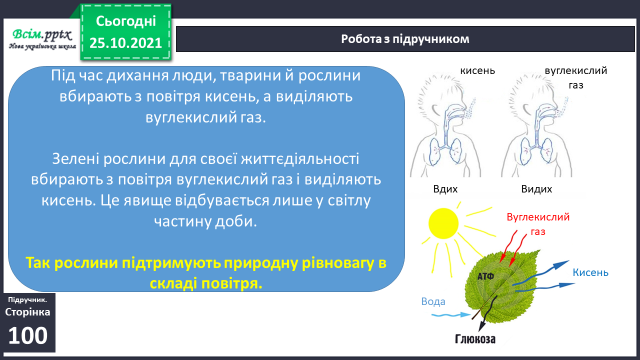 Всім.pptx
Нова українська школа
Сьогодні
25.10.2021
Робота з підручником
Під час дихання люди, тварини й рослини
вбирають з повітря кисень, а виділяють
вуглекислий газ.
Зелені рослини для своєї життєдіяльності
вбирають з повітря вуглекислий газ і виділяють
кисень. Це явище відбувається лише у світлу
частину доби.
Так рослини підтримують природну рівновагу в
складі повітря.
Підручник.
Сторінка
100
кисень
вуглекислий
газ
Вдих
Видих
Вуглекислий
газ
АТФ
Кисень
Вода
Глюкоза